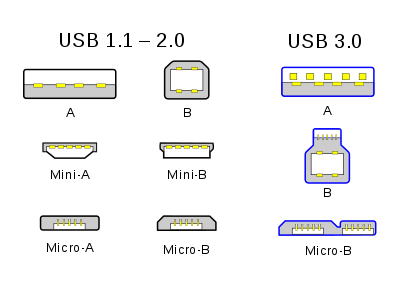 USB 1.1 – 2.0
USB 3.0
A
B
A
Mini-A
Mini-B
B
Micro-A
Micro-B
Micro-B